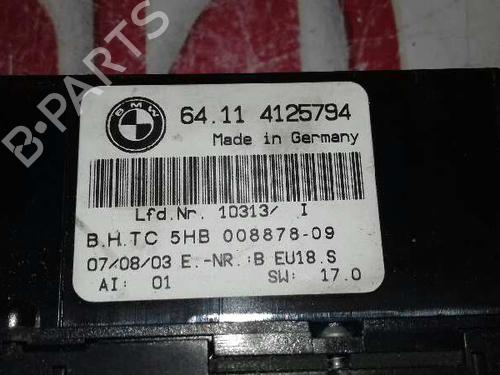 BMW
64.11 4125794
Made in Germany
Lfd.Nr. 10313/ I
B.H.TC 5HB 008878-09
07/08/03 E.-NR.:B EU18.S
AI: 01 SW: 17.0
B-PARTS